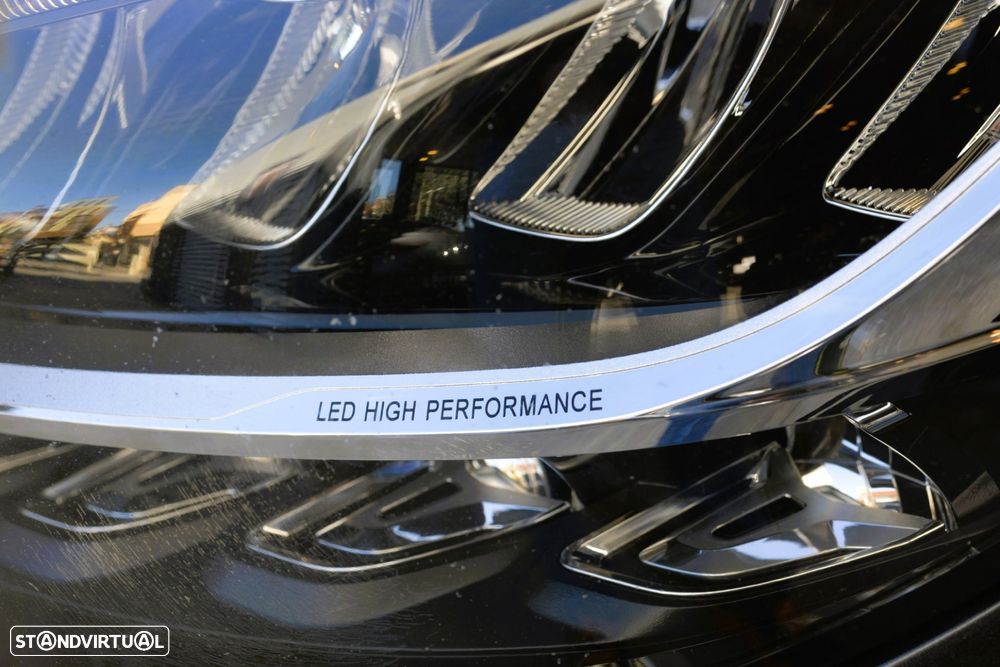 LED HIGH PERFORMANCE
STANDVIRTUAL